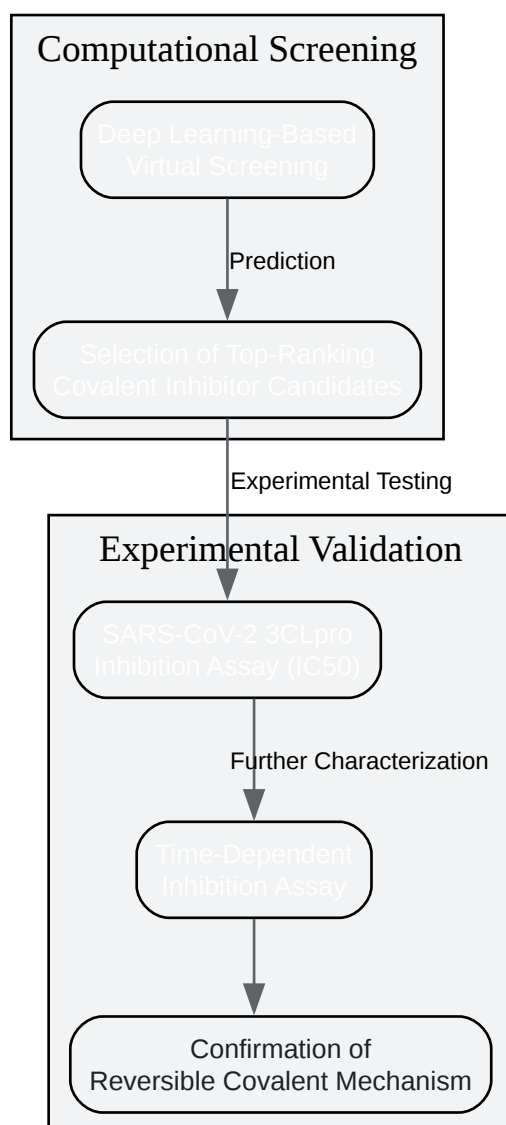 Computational Screening
Deep Learning-Based
Virtual Screening
Prediction
Selection of Top-Ranking
Covalent Inhibitor Candidates
Experimental Testing
Experimental Validation
SARS-CoV-2 3CLpro
Inhibition Assay (IC50)
Further Characterization
Time-Dependent
Inhibition Assay
Confirmation of
Reversible Covalent Mechanism